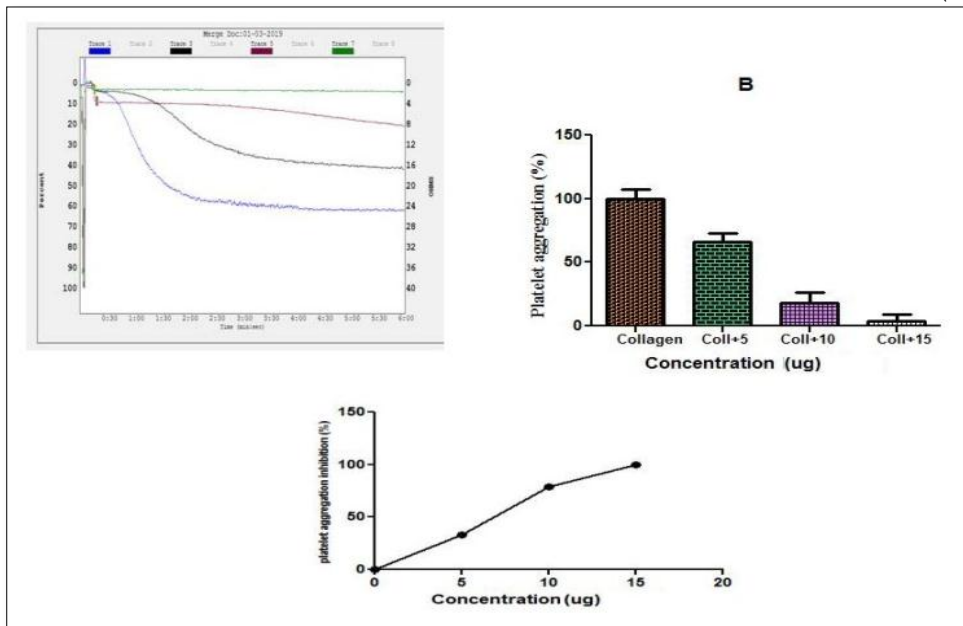 Merge Doc:01-03-2019
Trace 1 Trace 2 Trace 3 Trace 4 Trace 5 Trace 6 Trace 7 Trace 8
Percent
0
10
20
30
40
50
60
70
80
90
100
0
4
8
12
16
20
24
28
32
36
40
OHMS
0:30 1:00 1:30 2:00 2:30 3:00 3:30 4:00 4:30 5:00 5:30 6:00
Time (min:sec)
B
Platelet aggregation (%)
150
100
50
0
Collagen Coll+5 Coll+10 Coll+15
Concentration (ug)
platelet aggregation inhibition (%)
150
100
50
0
0 5 10 15 20
Concentration (ug)